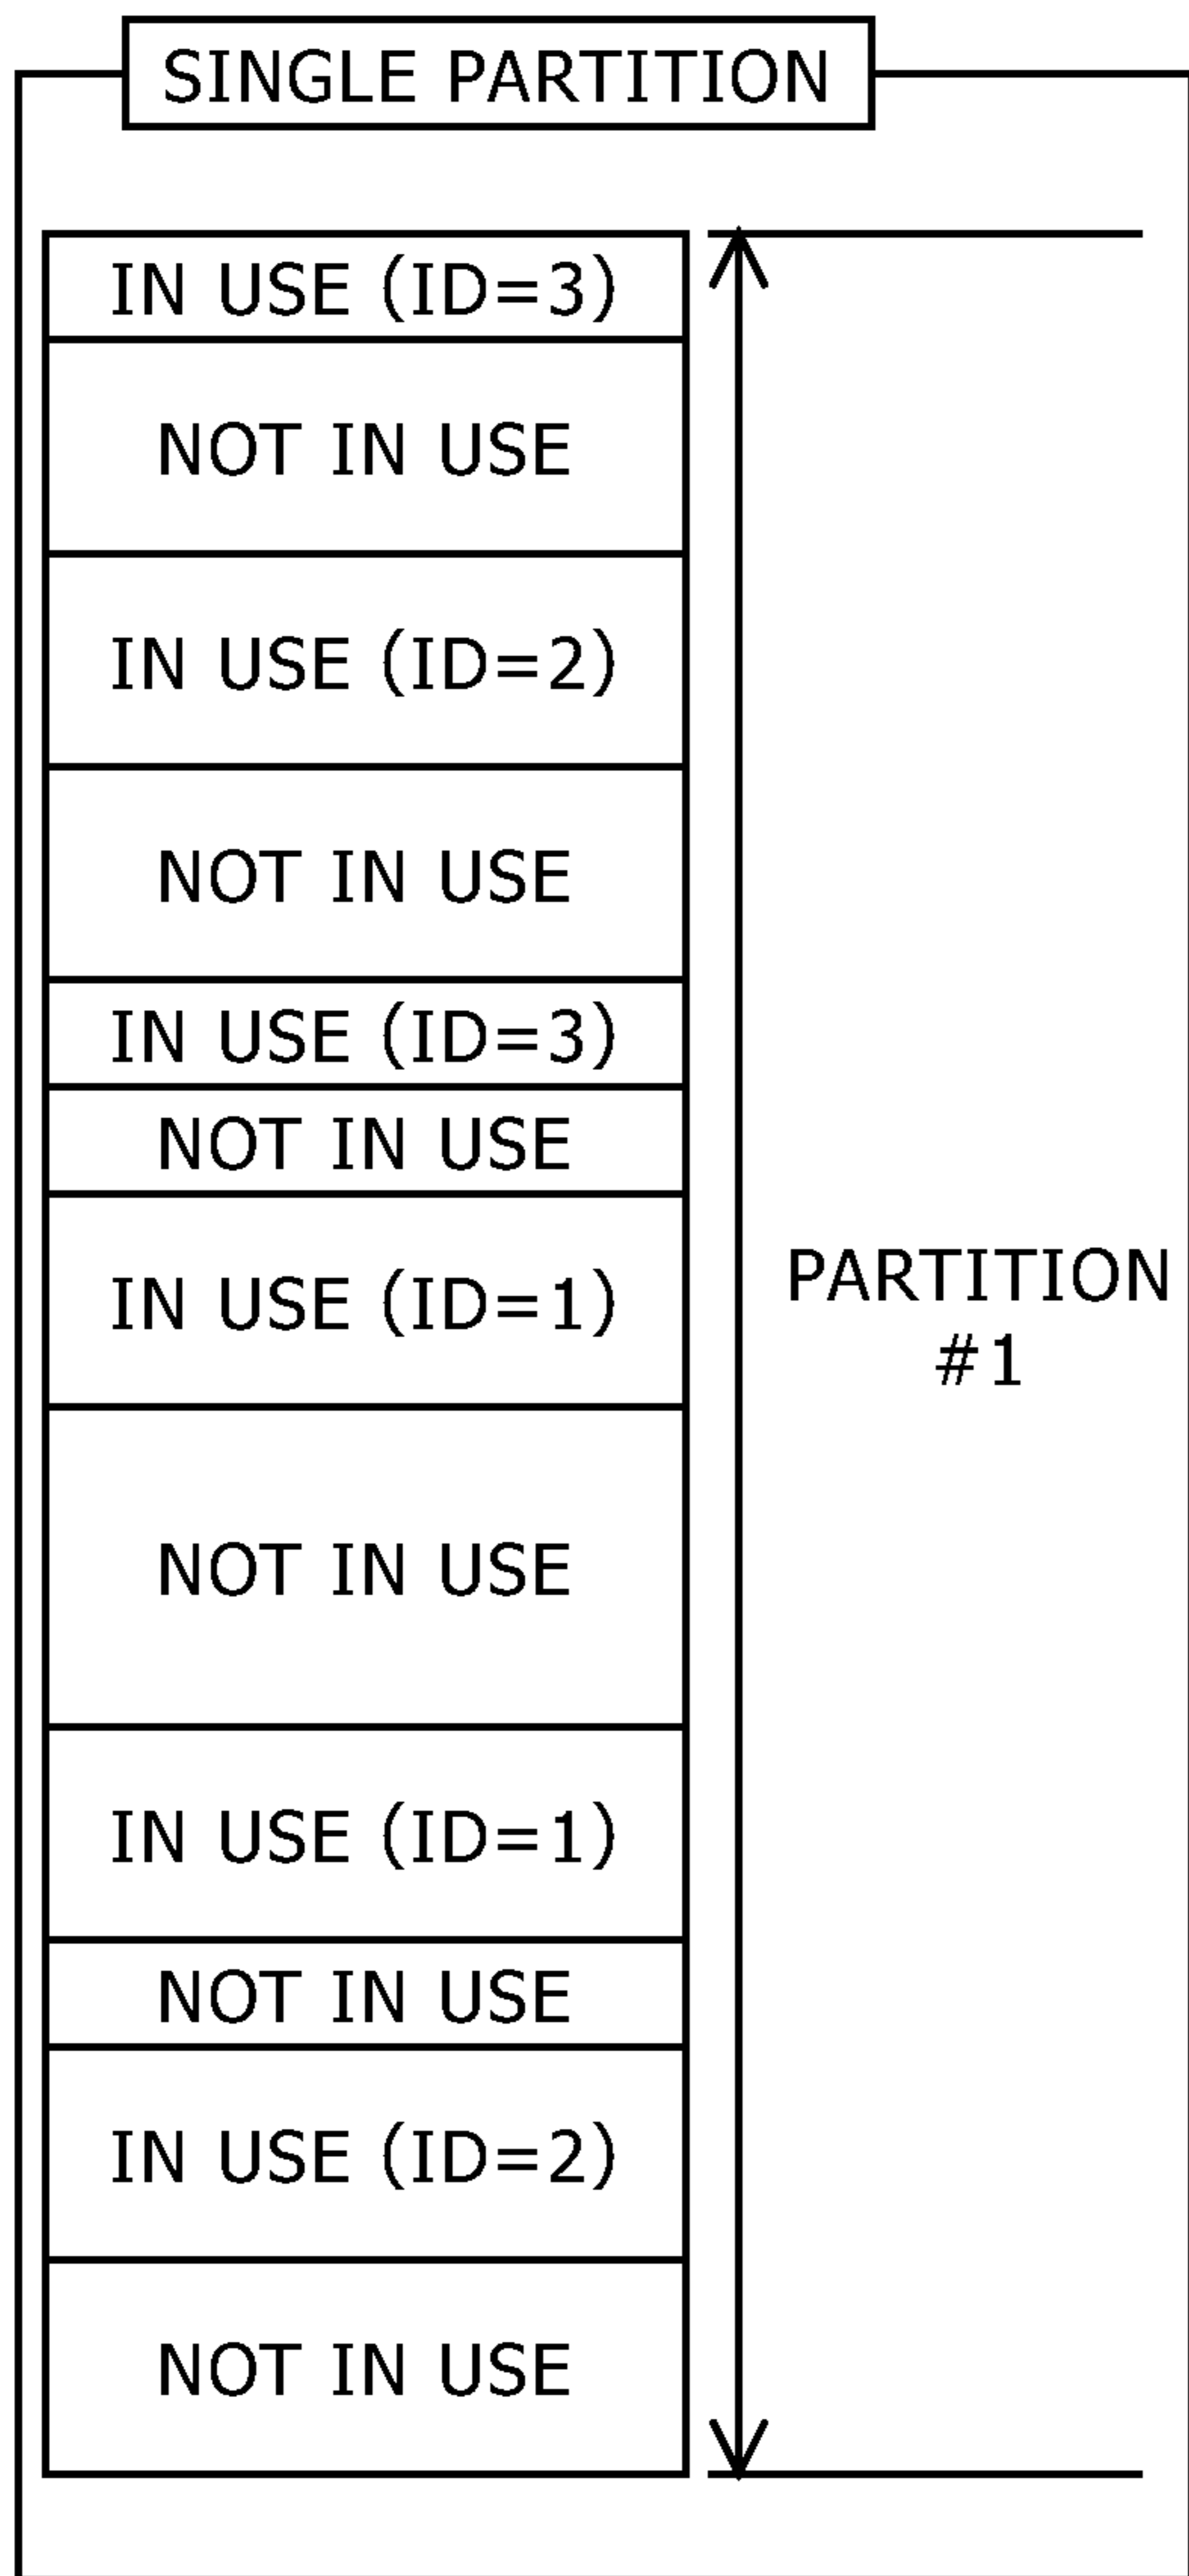 SINGLE PARTITION
IN USE (ID=3)
NOT IN USE
IN USE (ID=2)
NOT IN USE
IN USE (ID=3)
NOT IN USE
IN USE (ID=1)
PARTITION
#1
NOT IN USE
IN USE (ID=1)
NOT IN USE
IN USE (ID=2)
NOT IN USE